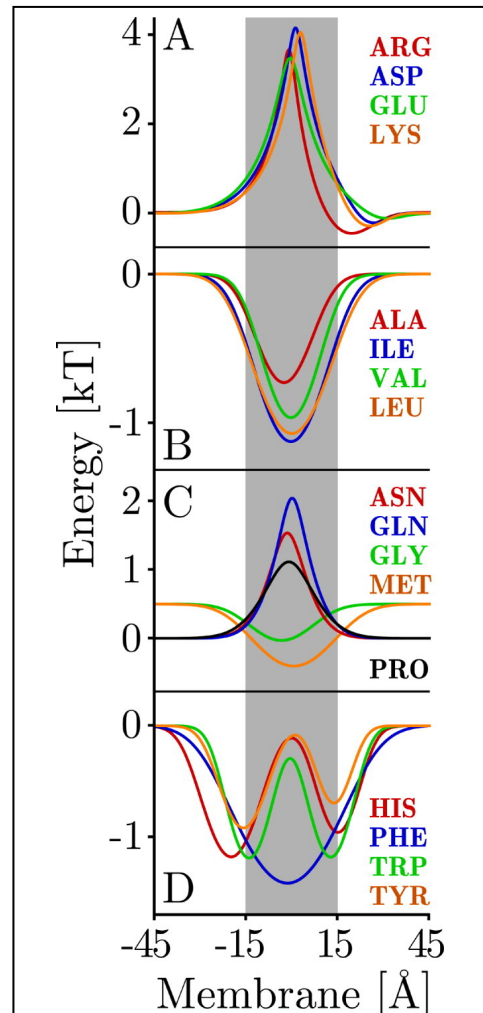 A
4
2
0
ARG
ASP
GLU
LYS
0
-1
B
ALA
ILE
VAL
LEU
Energy [kT]
C
2
1
0
ASN
GLN
GLY
MET
PRO
0
-1
D
HIS
PHE
TRP
TYR
-45 -15 15 45
Membrane [Å]